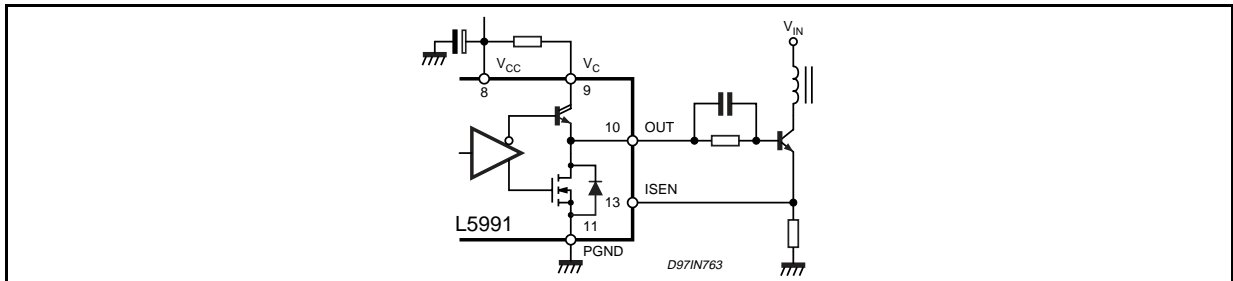 V_IN
V_CC
V_C
8
9
10
OUT
13
ISEN
L5991
11
PGND
D97IN763